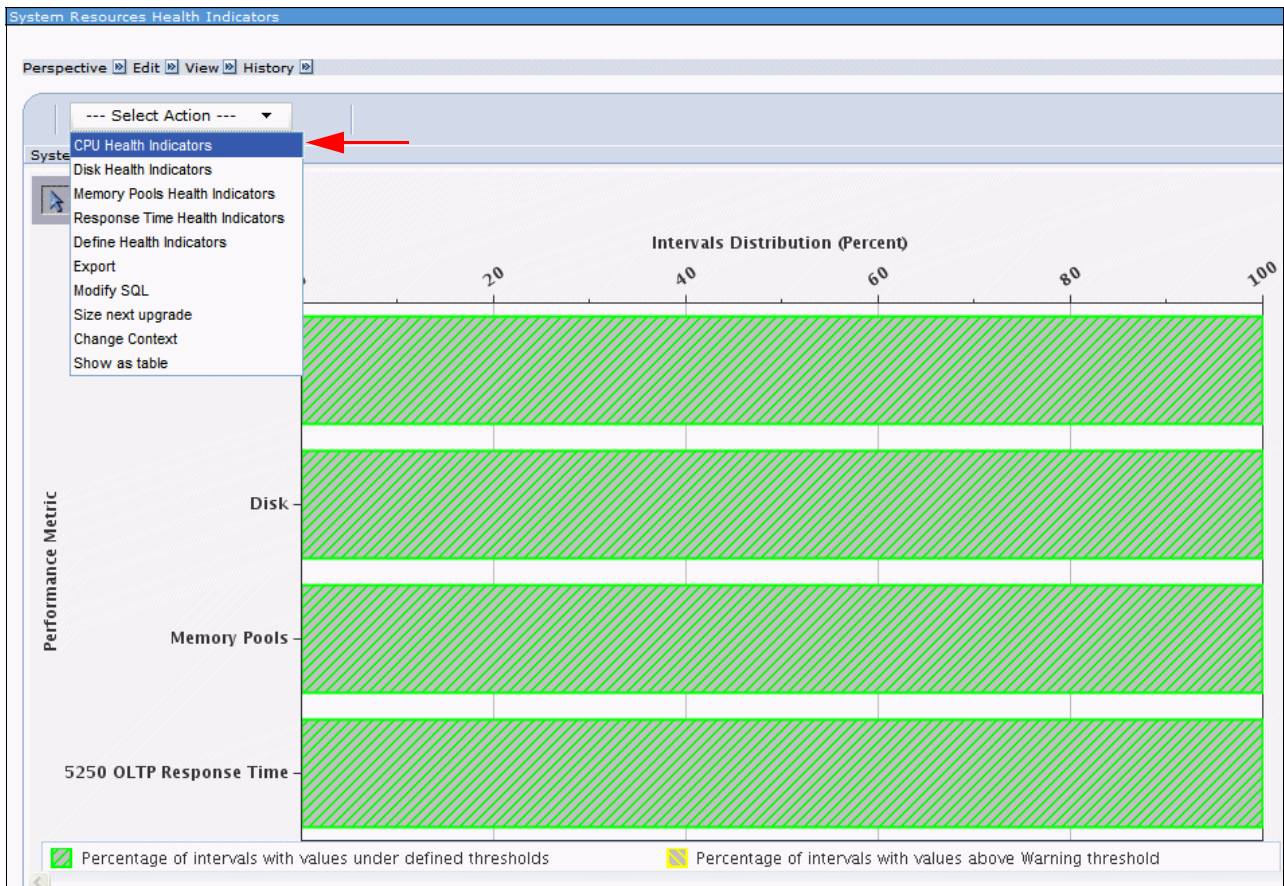 System Resources Health Indicators
Perspective Edit View History
--- Select Action ---
CPU Health Indicators
Syste
Disk Health Indicators
Memory Pools Health Indicators
Response Time Health Indicators
Define Health Indicators
Export
Modify SQL
Size next upgrade
Change Context
Show as table
Intervals Distribution (Percent)
20 40 60 80 100
Performance Metric
Disk
Memory Pools
5250 OLTP Response Time
Percentage of intervals with values under defined thresholds Percentage of intervals with values above Warning threshold